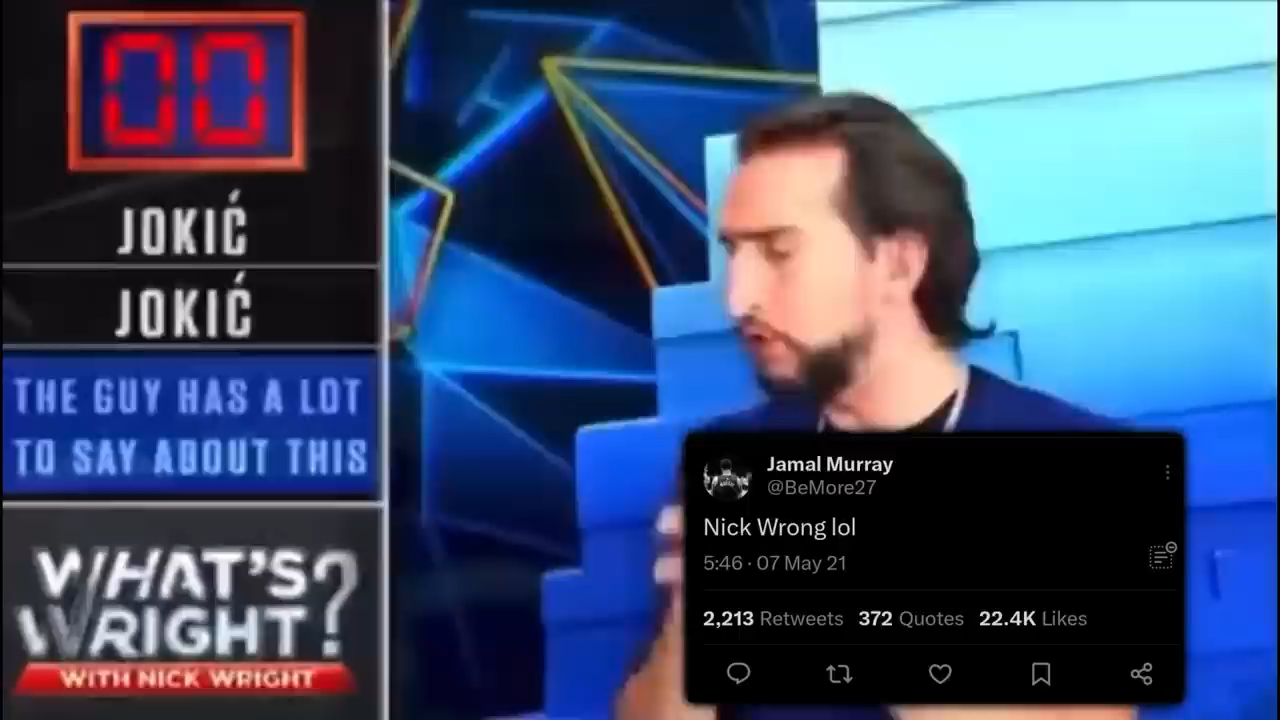 00
JOKIĆ
JOKIĆ
THE GUY HAS A LOT
TO SAY ABOUT THIS
WHAT'S
WRIGHT?
WITH NICK WRIGHT
Jamal Murray
@BeMore27
Nick Wrong lol
5:46 · 07 May 21
2,213 Retweets 372 Quotes 22.4K Likes